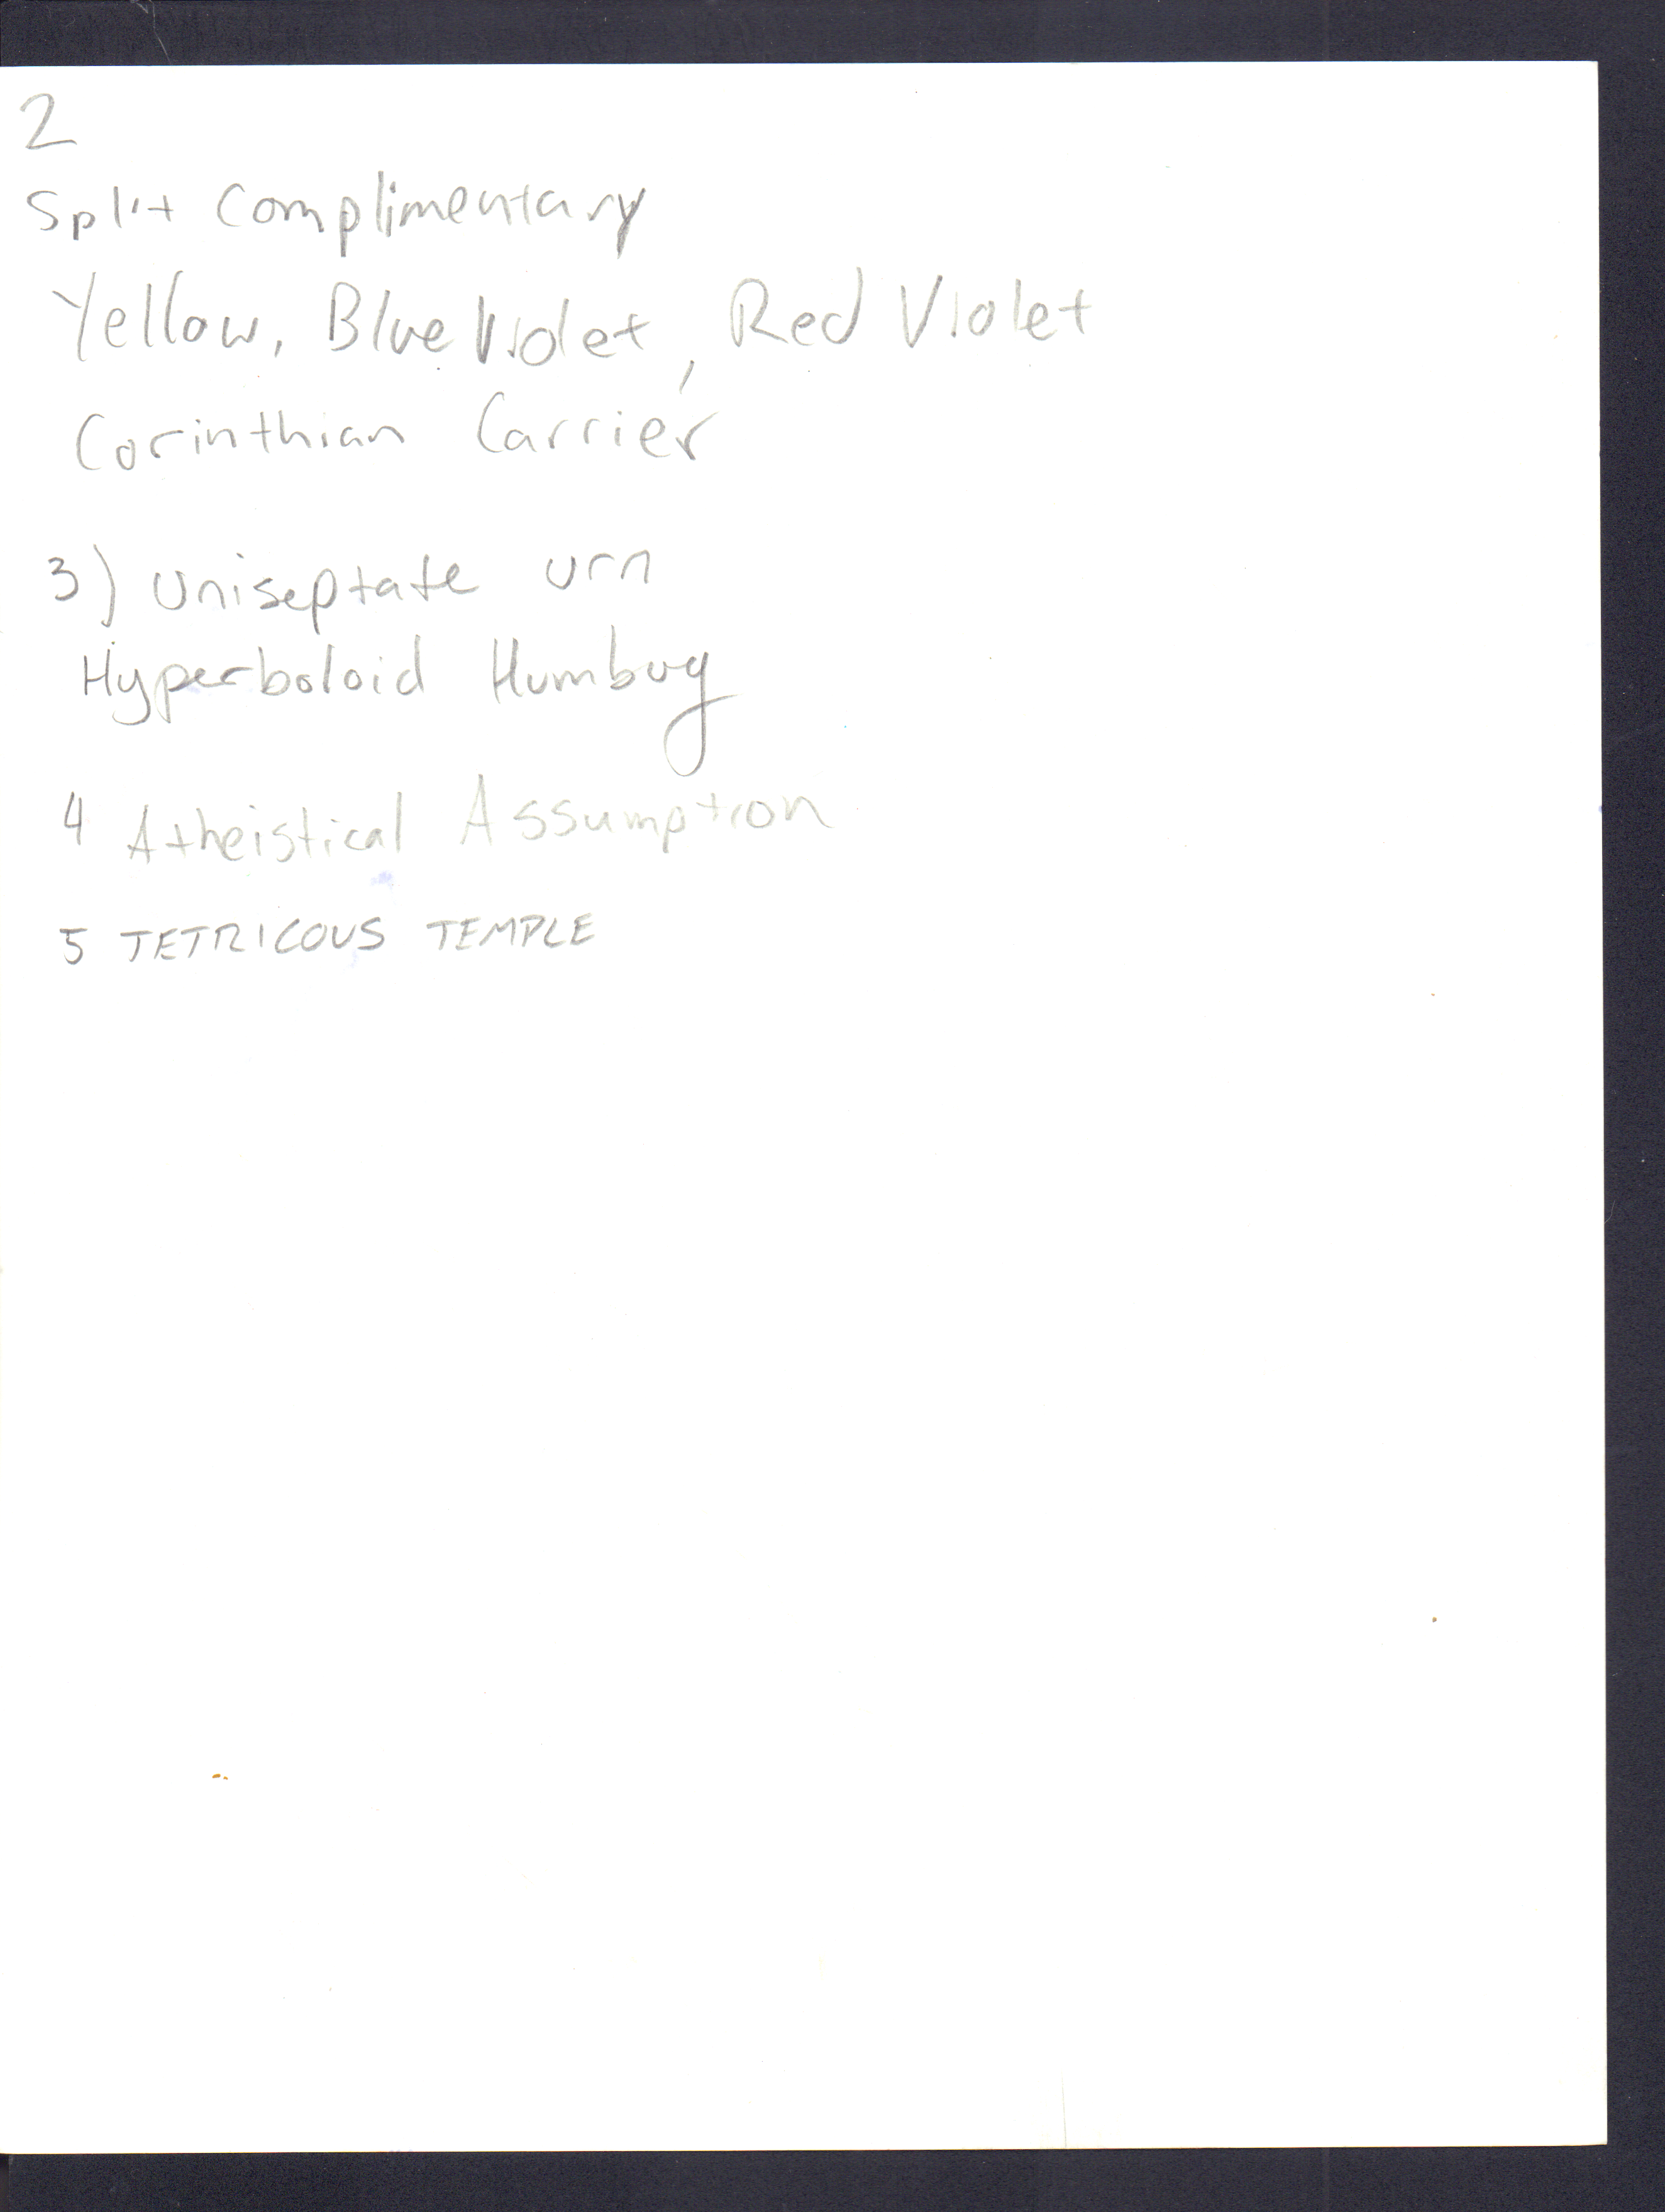 2
Split Complimentary
Yellow, Blue Violet, Red Violet
Corinthian Carrier
3) Uniseptate urn
Hyperboloid Humbug
4 Atheistical Assumption
5 TETRICOUS TEMPLE